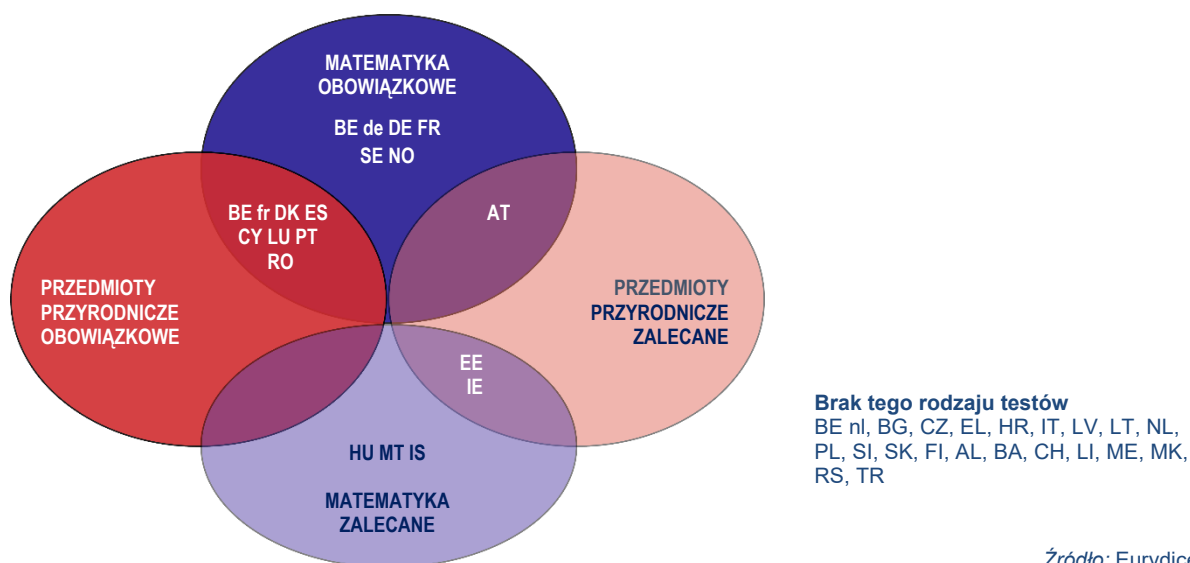 MATEMATYKA
OBOWIĄZKOWE
BE de DE FR
SE NO
BE fr DK ES
CY LU PT
RO
AT
PRZEDMIOTY
PRZYRODNICZE
OBOWIĄZKOWE
PRZEDMIOTY
PRZYRODNICZE
ZALECANE
EE
IE
HU MT IS
MATEMATYKA
ZALECANE
Brak tego rodzaju testów
BE nl, BG, CZ, EL, HR, IT, LV, LT, NL,
PL, SI, SK, FI, AL, BA, CH, LI, ME, MK,
RS, TR
Źródło: Eurydice